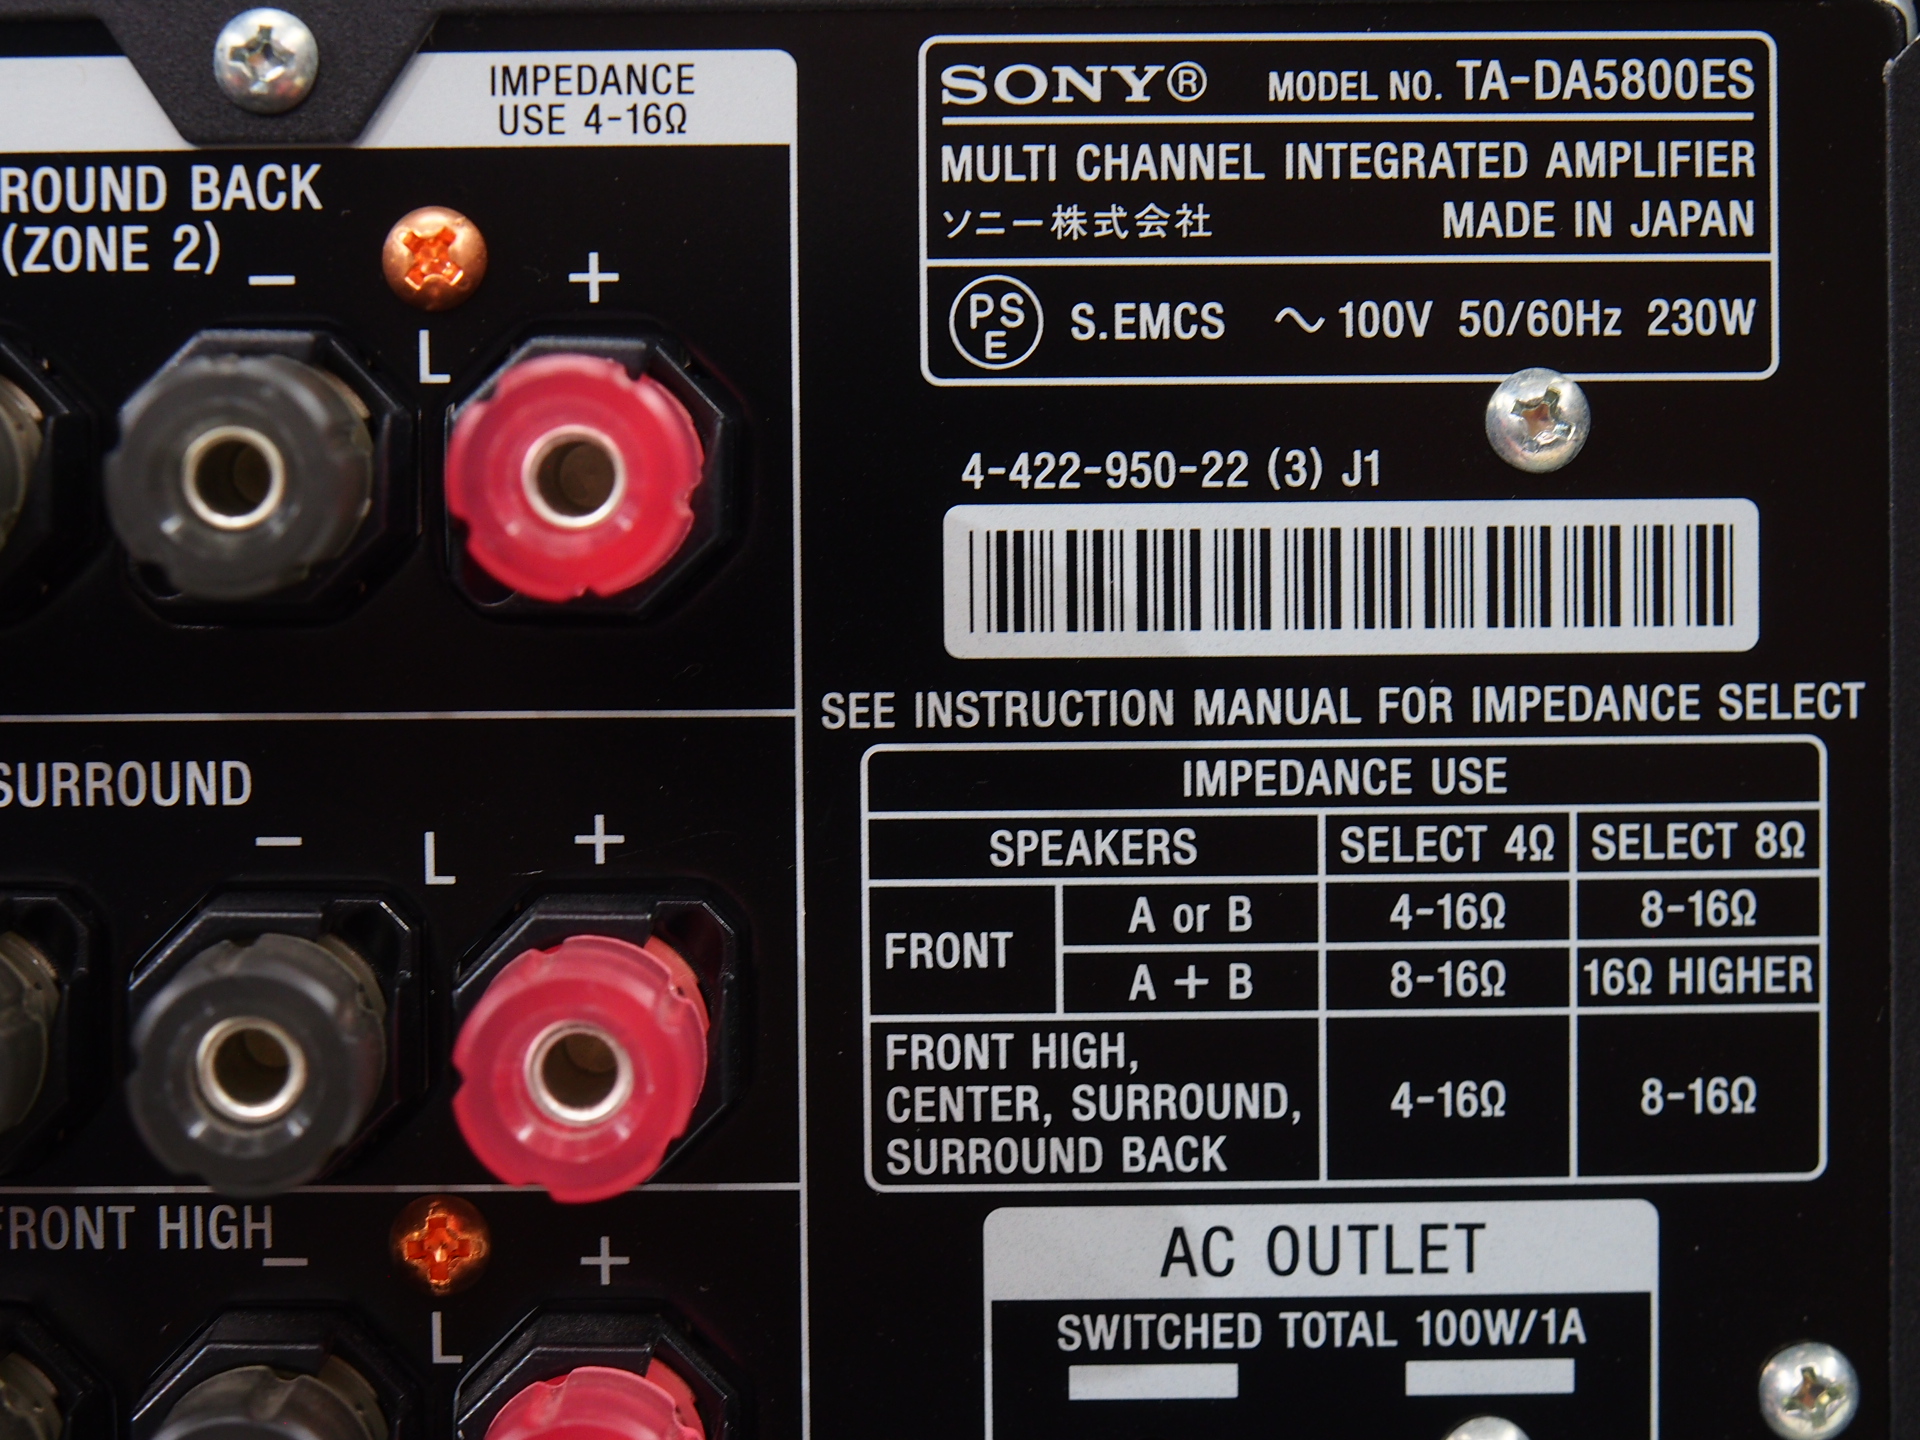 IMPEDANCE
USE 4-16Ω
ROUND BACK
(ZONE 2)
− +
L
SURROUND
− L +
FRONT HIGH
− +
L
SONY® MODEL NO. TA-DA5800ES
MULTI CHANNEL INTEGRATED AMPLIFIER
ソニー株式会社 MADE IN JAPAN
PSE S.EMCS ～100V 50/60Hz 230W
4-422-950-22 (3) J1
SEE INSTRUCTION MANUAL FOR IMPEDANCE SELECT
IMPEDANCE USE
SPEAKERS SELECT 4Ω SELECT 8Ω
FRONT
A or B 4-16Ω 8-16Ω
A + B 8-16Ω 16Ω HIGHER
FRONT HIGH,
CENTER, SURROUND,
SURROUND BACK
4-16Ω 8-16Ω
AC OUTLET
SWITCHED TOTAL 100W/1A